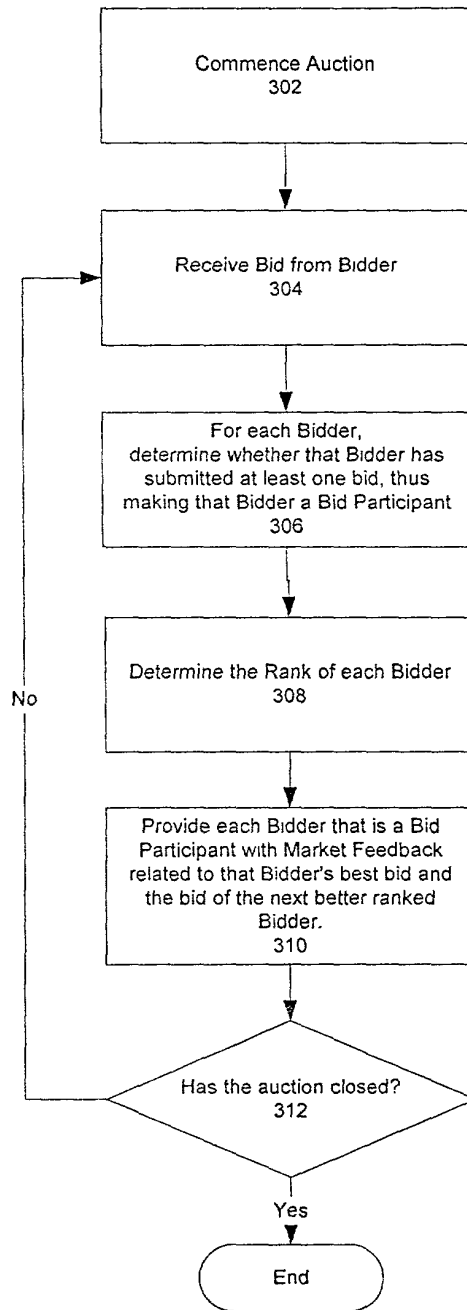 Commence Auction
302
Receive Bid from Bidder
304
For each Bidder,
determine whether that Bidder has
submitted at least one bid, thus
making that Bidder a Bid Participant
306
Determine the Rank of each Bidder
308
No
Provide each Bidder that is a Bid
Participant with Market Feedback
related to that Bidder's best bid and
the bid of the next better ranked
Bidder.
310
Has the auction closed?
312
Yes
End